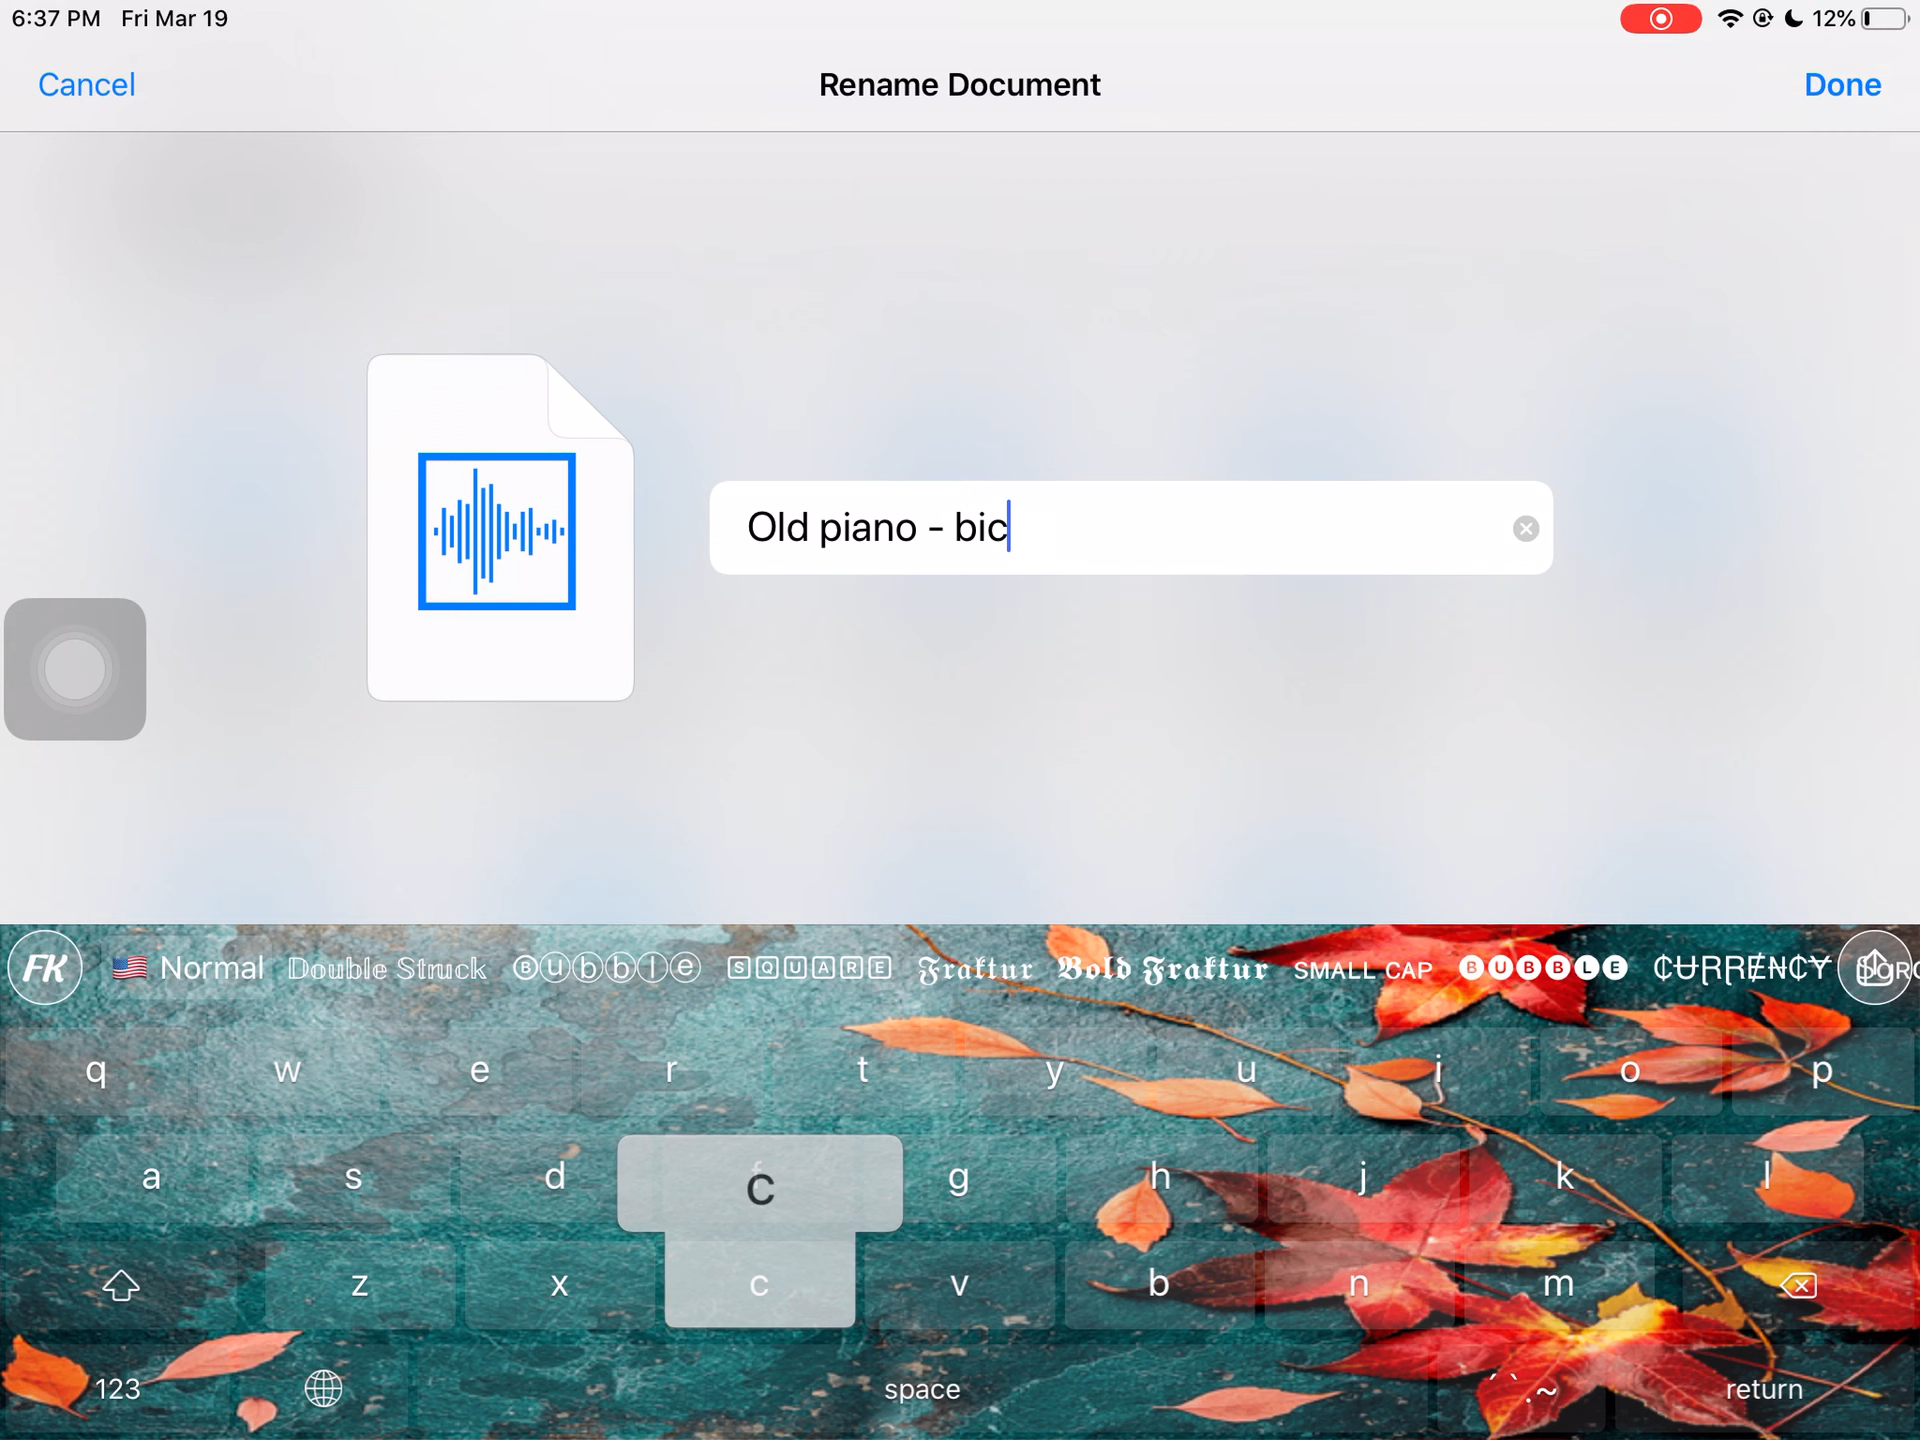 6:37 PM Fri Mar 19 12%
Cancel Rename Document Done
Old piano - bic
FK 🇺🇸 Normal 𝔻𝕠𝕦𝕓𝕝𝕖 𝕊𝕥𝕣𝕦𝕔𝕜 Ⓑⓤⓑⓑⓛⓔ 🅂🅀🅄🄰🅁🄴 𝔉𝔯𝔞𝔨𝔱𝔲𝔯 𝕭𝖔𝖑𝖉 𝕱𝖗𝖆𝖐𝖙𝖚𝖗 SMALL CAP 🅑🅤🅑🅑🅛🅔 ₵ɄⱤⱤɆ₦₵Ɏ
q w e r t y u i o p
a s d c g h j k l
z x c v b n m
123 space ´ ` . ~ return